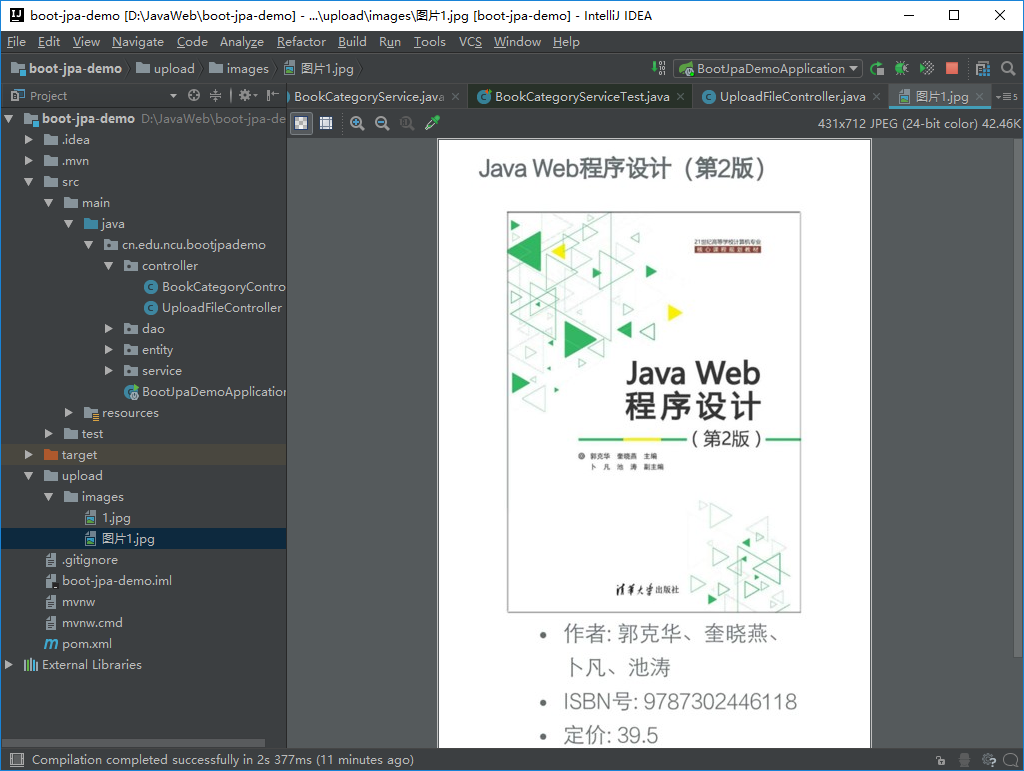 boot-jpa-demo [D:\JavaWeb\boot-jpa-demo] - ...\upload\images\图片1.jpg [boot-jpa-demo] - IntelliJ IDEA
File Edit View Navigate Code Analyze Refactor Build Run Tools VCS Window Help
boot-jpa-demo upload images 图片1.jpg BootJpaDemoApplication
Project BookCategoryService.java BookCategoryServiceTest.java UploadFileController.java 图片1.jpg
431x712 JPEG (24-bit color) 42.46K
boot-jpa-demo D:\JavaWeb\boot-jpa-de
.idea
.mvn
src
main
java
cn.edu.ncu.bootjpademo
controller
BookCategoryContro
UploadFileController
dao
entity
service
BootJpaDemoApplication
resources
test
target
upload
images
1.jpg
图片1.jpg
.gitignore
boot-jpa-demo.iml
mvnw
mvnw.cmd
pom.xml
External Libraries
Java Web程序设计（第2版）
21世纪高等学校计算机专业
核心课程规划教材
Java Web
程序设计
（第2版）
郭克华 奎晓燕 主编
卜凡 池涛 副主编
清华大学出版社
• 作者: 郭克华、奎晓燕、
卜凡、池涛
• ISBN号: 9787302446118
• 定价: 39.5
Compilation completed successfully in 2s 377ms (11 minutes ago)